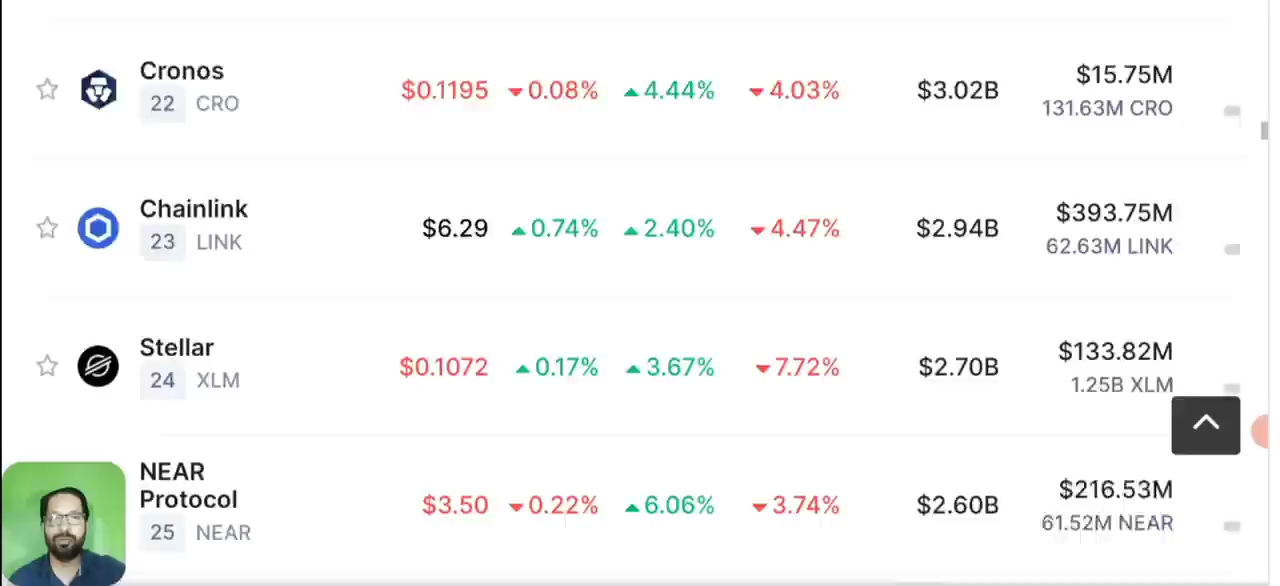 Cronos
22 CRO
$0.1195 0.08% 4.44% 4.03% $3.02B $15.75M
131.63M CRO
Chainlink
23 LINK
$6.29 0.74% 2.40% 4.47% $2.94B $393.75M
62.63M LINK
Stellar
24 XLM
$0.1072 0.17% 3.67% 7.72% $2.70B $133.82M
1.25B XLM
NEAR
Protocol
25 NEAR
$3.50 0.22% 6.06% 3.74% $2.60B $216.53M
61.52M NEAR